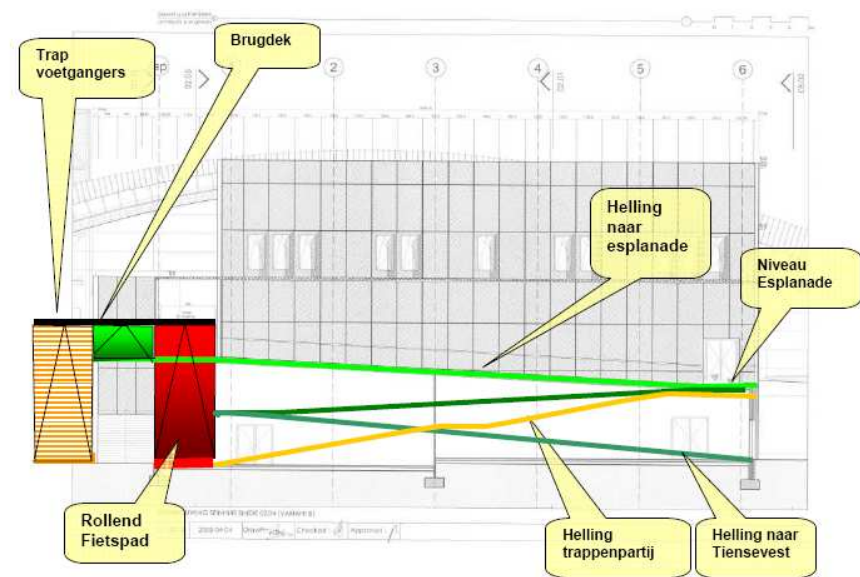 Trap
voetgangers
Brugdek
2
3
4
5
6
Helling
naar
esplanade
Niveau
Esplanade
Rollend
Fietspad
Helling
trappenpartij
Helling naar
Tiensevest